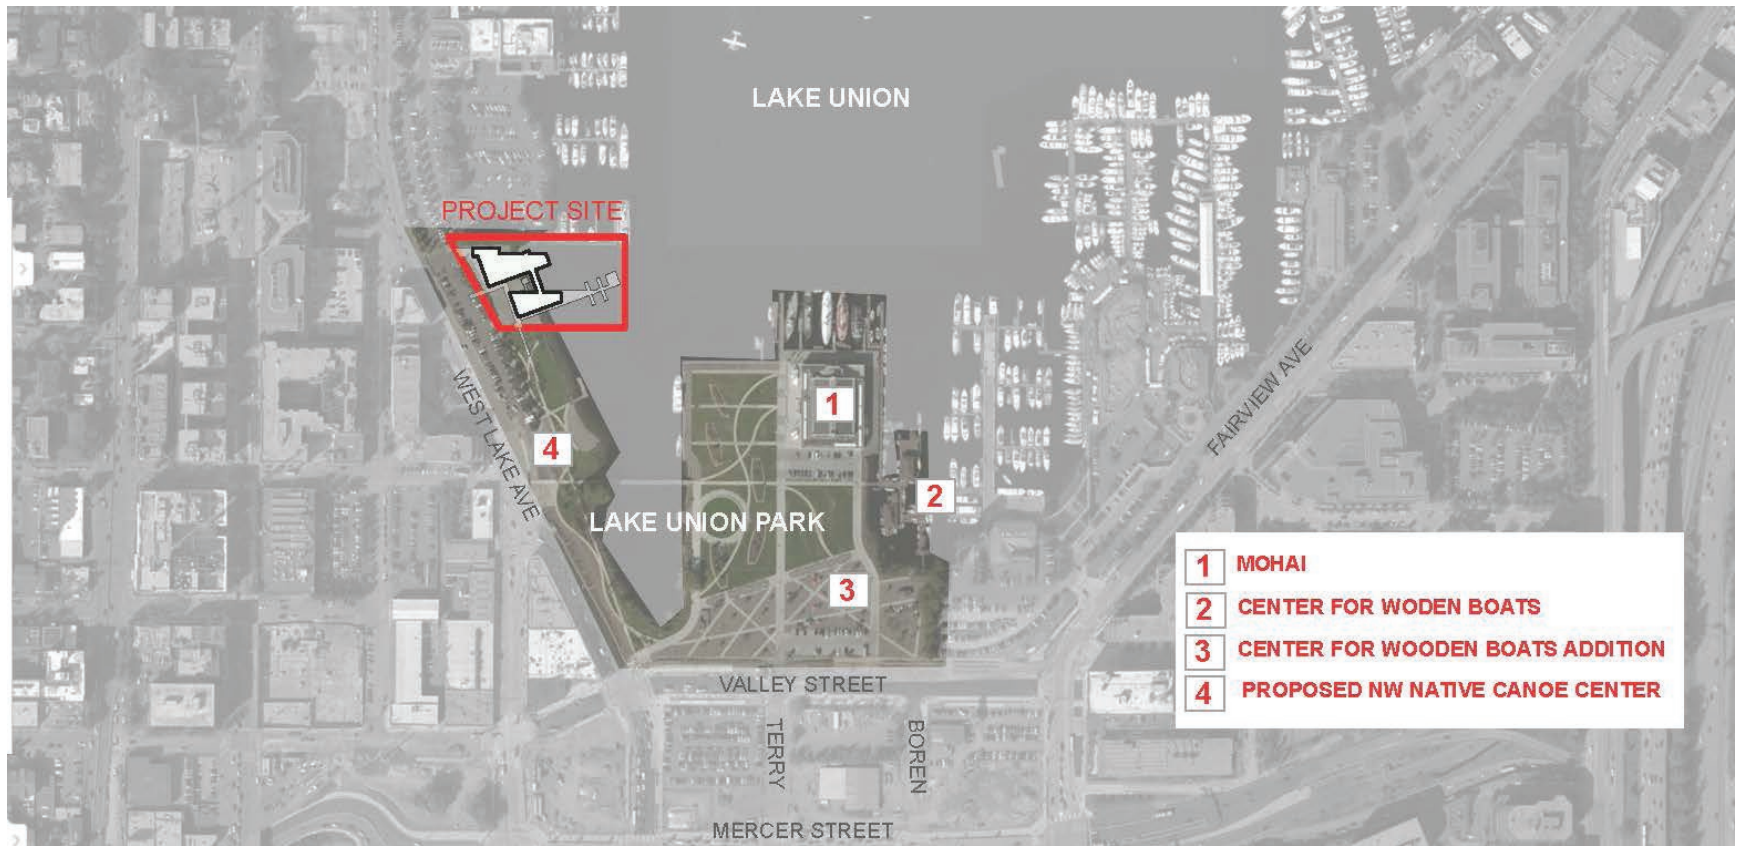 LAKE UNION
PROJECT SITE
WEST LAKE AVE
FAIRVIEW AVE
1
4
2
LAKE UNION PARK
3
VALLEY STREET
TERRY
BOREN
MERCER STREET
1 MOHAI
2 CENTER FOR WODEN BOATS
3 CENTER FOR WOODEN BOATS ADDITION
4 PROPOSED NW NATIVE CANOE CENTER